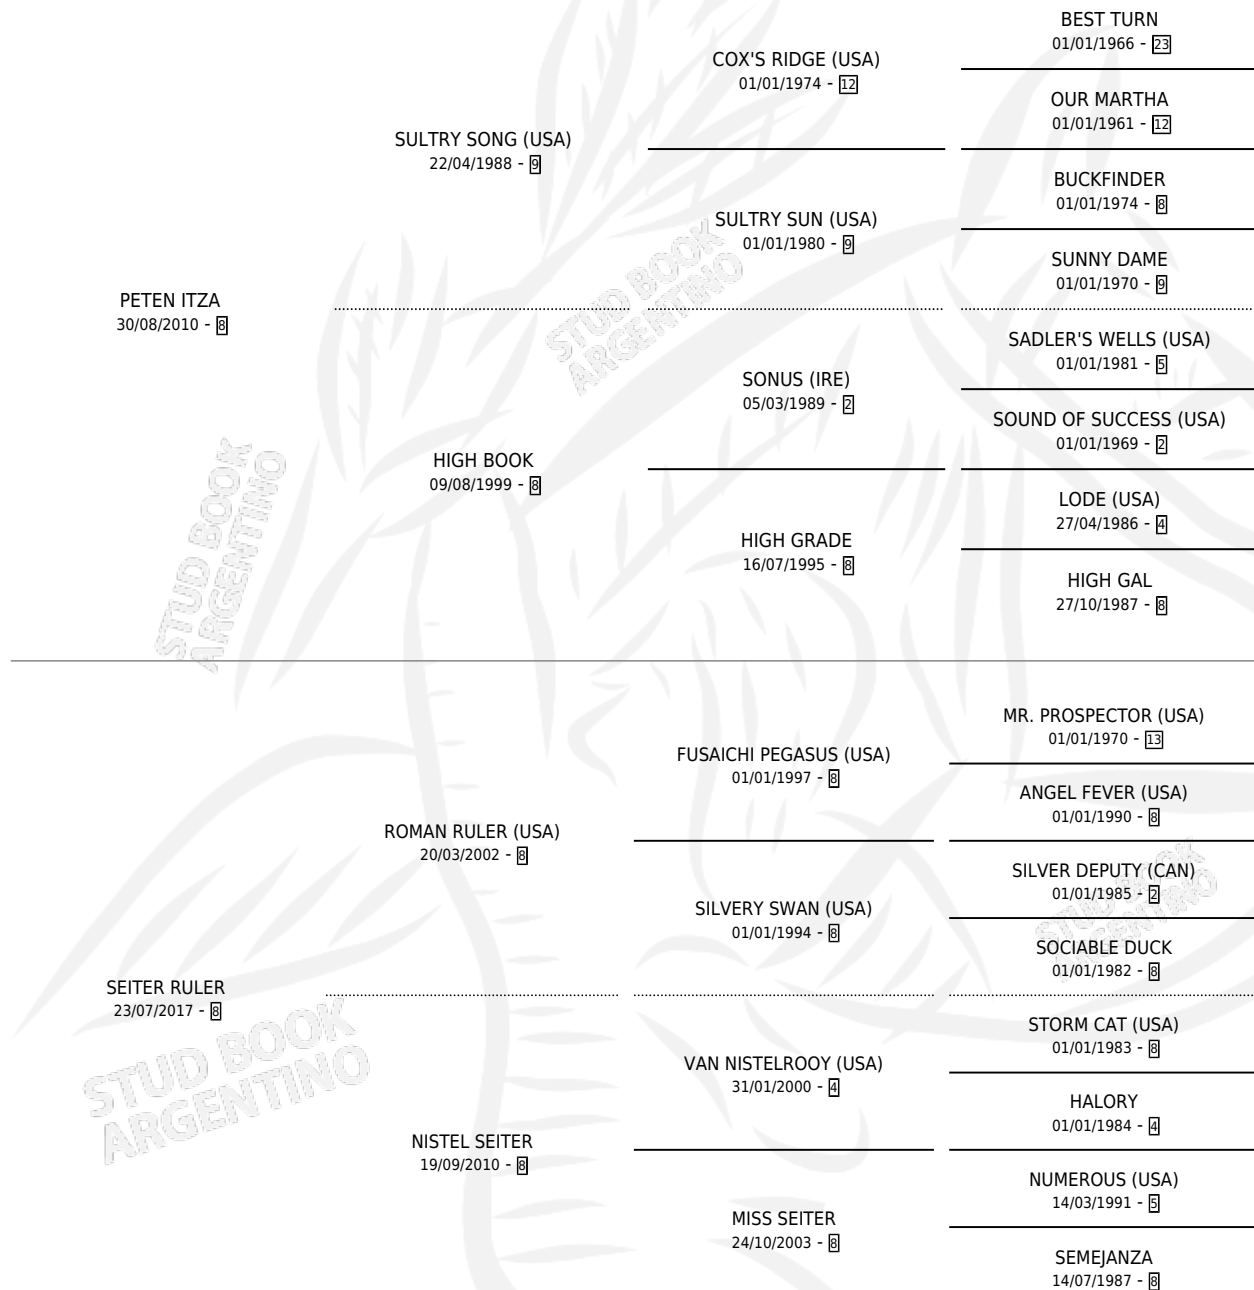 BEST TURN
01/01/1966 - 23
COX'S RIDGE (USA)
01/01/1974 - 12
OUR MARTHA
01/01/1961 - 12
SULTRY SONG (USA)
22/04/1988 - 9
BUCKFINDER
01/01/1974 - 8
SULTRY SUN (USA)
01/01/1980 - 9
SUNNY DAME
01/01/1970 - 9
PETEN ITZA
30/08/2010 - 8
STUD BOOK
ARGENTINO
SADLER'S WELLS (USA)
01/01/1981 - 5
SONUS (IRE)
05/03/1989 - 2
SOUND OF SUCCESS (USA)
01/01/1969 - 2
HIGH BOOK
09/08/1999 - 8
LODE (USA)
27/04/1986 - 4
HIGH GRADE
16/07/1995 - 8
HIGH GAL
27/10/1987 - 8
STUD BOOK
ARGENTINO
MR. PROSPECTOR (USA)
01/01/1970 - 13
FUSAICHI PEGASUS (USA)
01/01/1997 - 8
ANGEL FEVER (USA)
01/01/1990 - 8
ROMAN RULER (USA)
20/03/2002 - 8
SILVER DEPUTY (CAN)
01/01/1985 - 2
SILVERY SWAN (USA)
01/01/1994 - 8
STUD BOOK
ARGENTINO
SOCIABLE DUCK
01/01/1982 - 8
SEITER RULER
23/07/2017 - 8
STORM CAT (USA)
01/01/1983 - 8
VAN NISTELROOY (USA)
31/01/2000 - 4
HALORY
01/01/1984 - 4
STUD BOOK
ARGENTINO
NISTEL SEITER
19/09/2010 - 8
NUMEROUS (USA)
14/03/1991 - 5
MISS SEITER
24/10/2003 - 8
SEMEJANZA
14/07/1987 - 8